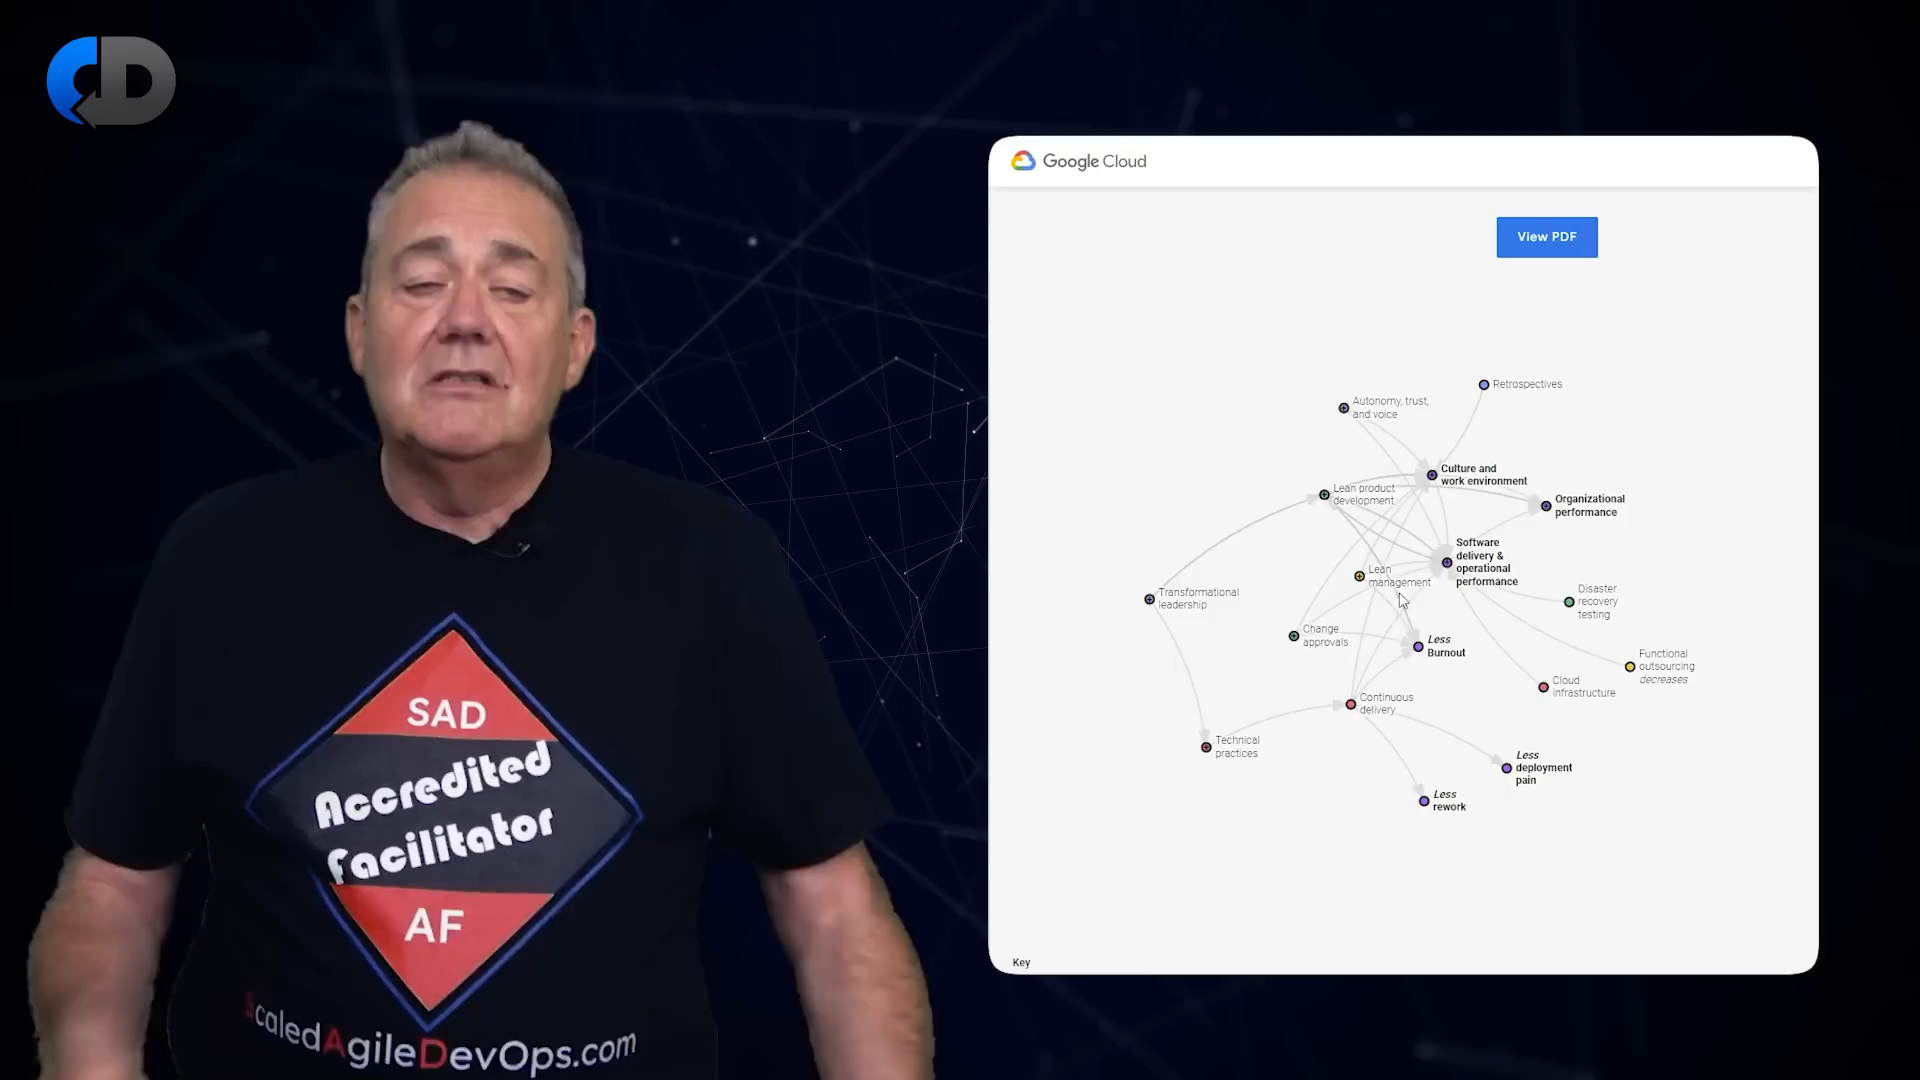 CD
Google Cloud
View PDF
Retrospectives
Autonomy, trust,
and voice
Culture and
work environment
Lean product
development
Organizational
performance
Software
delivery &
operational
performance
Lean
management
Transformational
leadership
Disaster
recovery
testing
Change
approvals
Less
Burnout
Functional
outsourcing
decreases
Cloud
infrastructure
Continuous
delivery
Technical
practices
Less
deployment
pain
Less
rework
Key
SAD
Accredited
Facilitator
AF
ScaledAgileDevOps.com